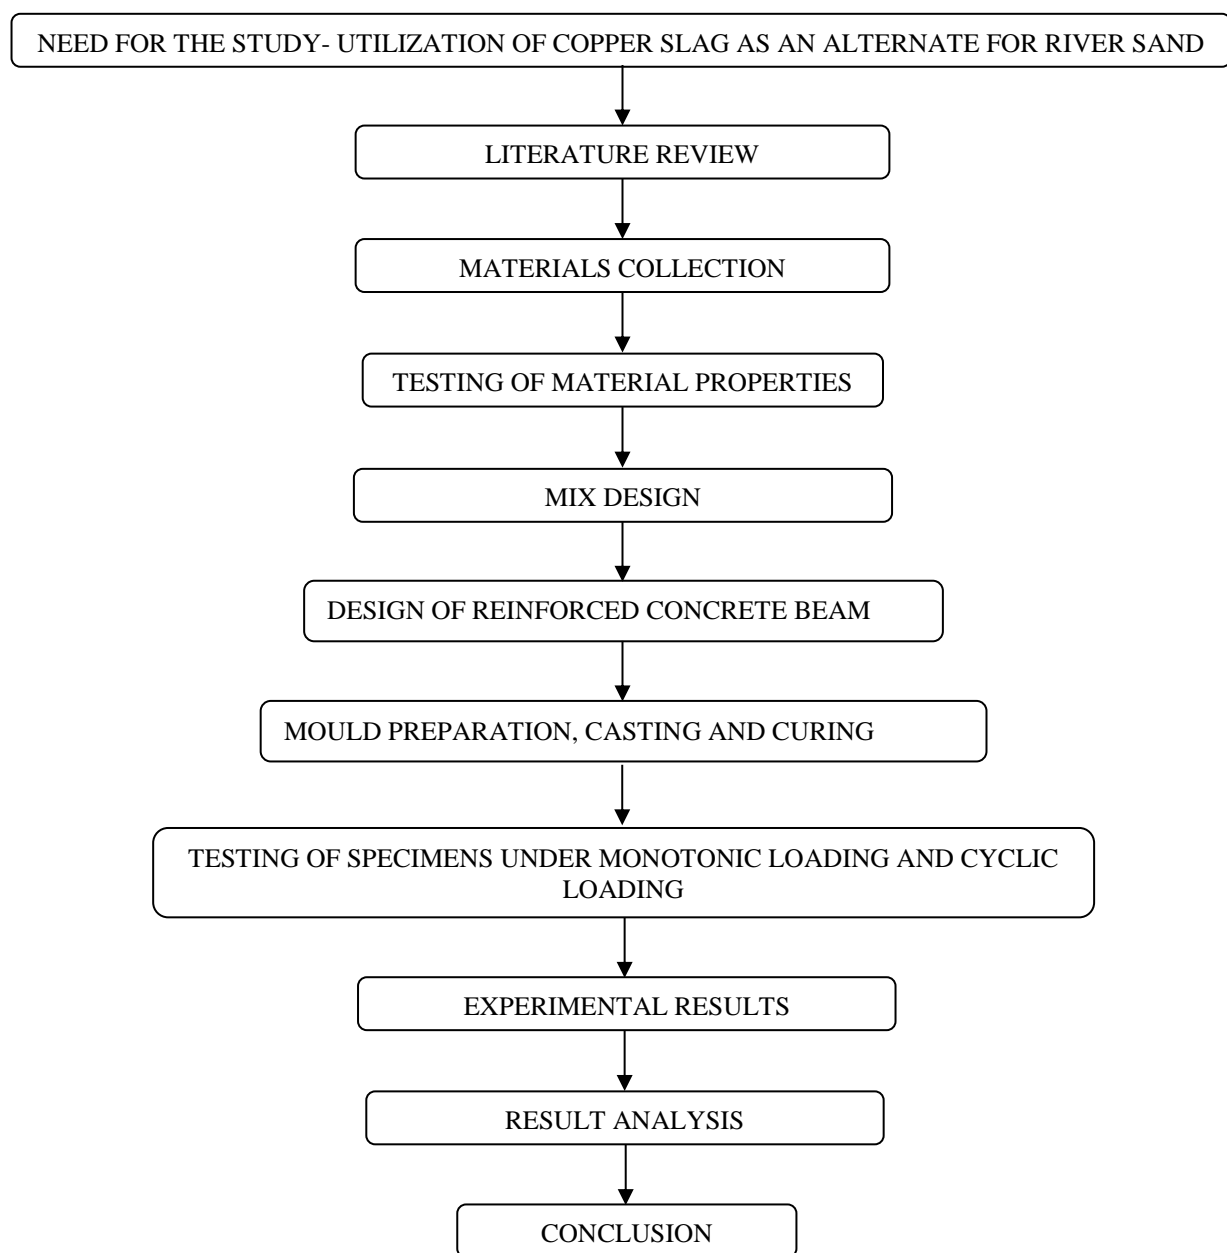 NEED FOR THE STUDY- UTILIZATION OF COPPER SLAG AS AN ALTERNATE FOR RIVER SAND
LITERATURE REVIEW
MATERIALS COLLECTION
TESTING OF MATERIAL PROPERTIES
MIX DESIGN
DESIGN OF REINFORCED CONCRETE BEAM
MOULD PREPARATION, CASTING AND CURING
TESTING OF SPECIMENS UNDER MONOTONIC LOADING AND CYCLIC
LOADING
EXPERIMENTAL RESULTS
RESULT ANALYSIS
CONCLUSION